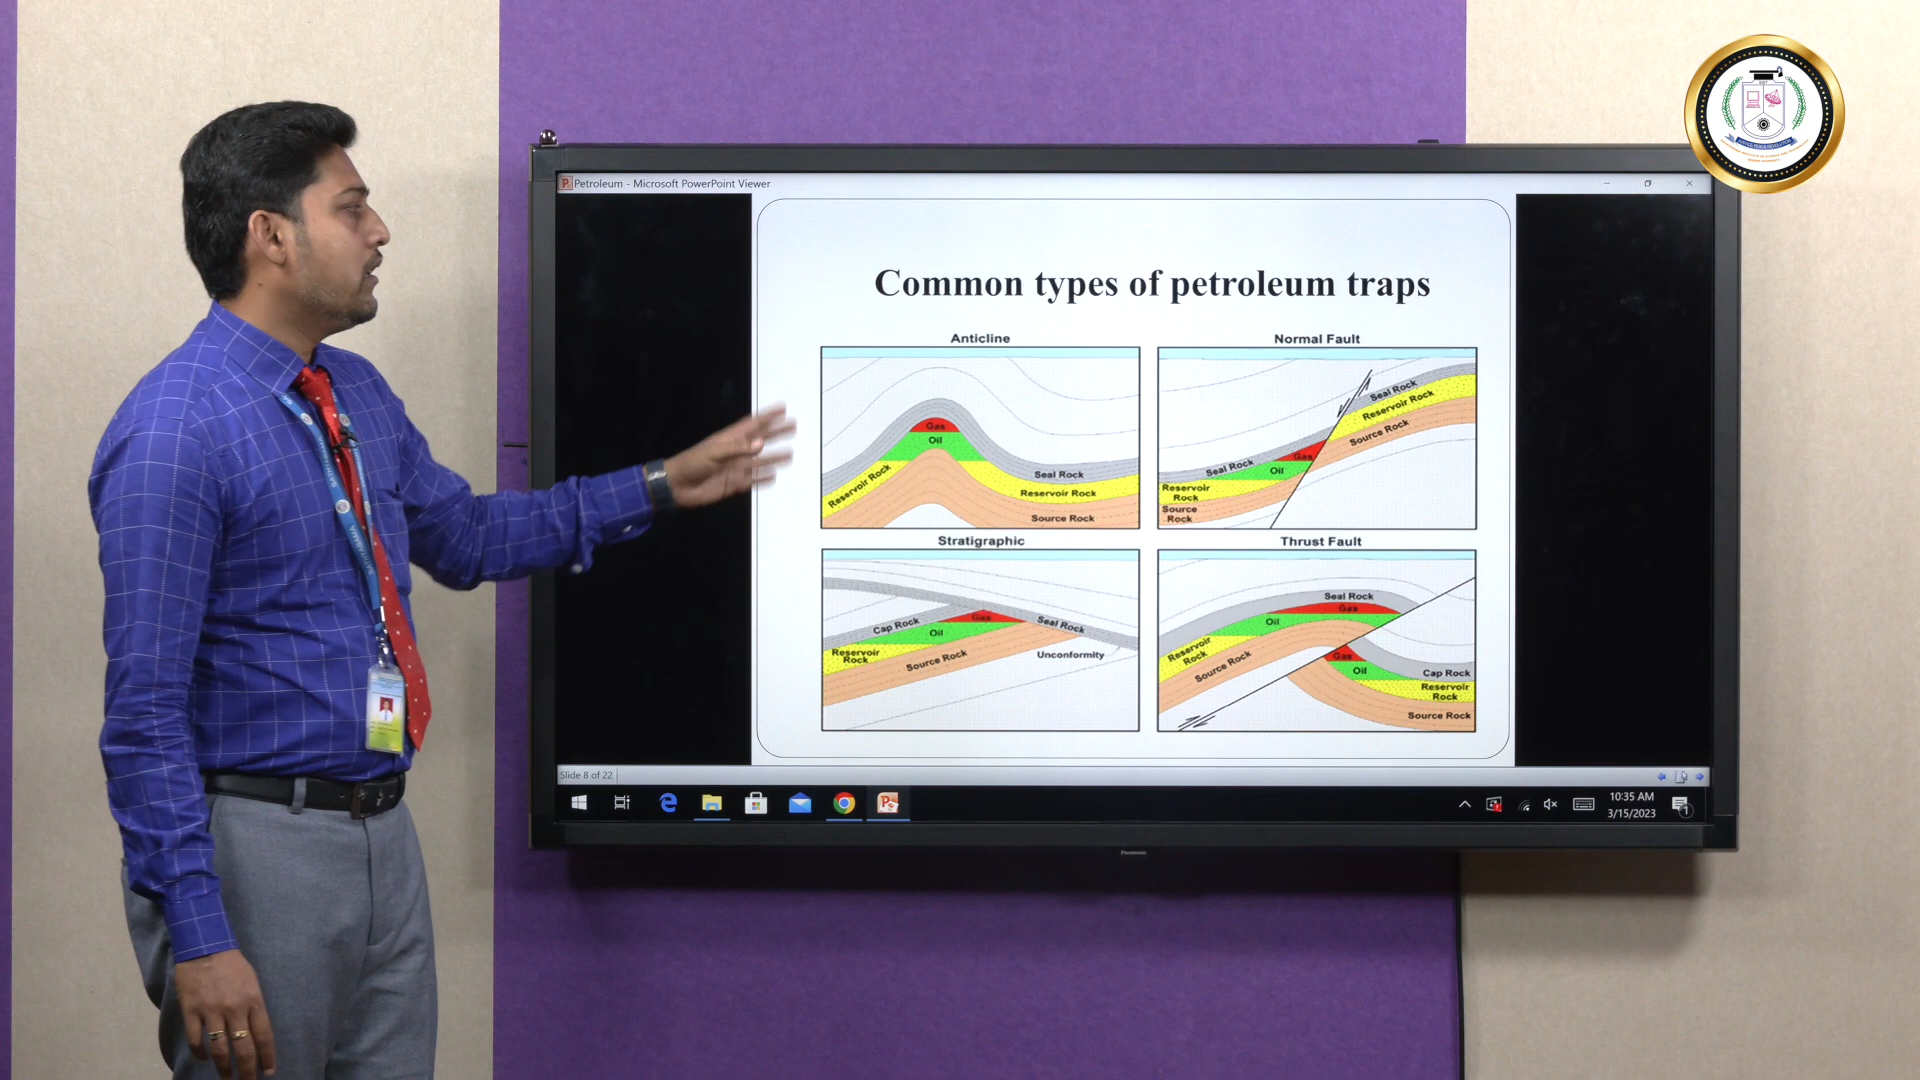 Petroleum - Microsoft PowerPoint Viewer
Common types of petroleum traps
Anticline
Gas
Oil
Reservoir Rock
Seal Rock
Reservoir Rock
Source Rock
Normal Fault
Seal Rock
Reservoir Rock
Source Rock
Gas
Seal Rock
Oil
Reservoir
Rock
Source
Rock
Stratigraphic
Gas
Cap Rock
Seal Rock
Oil
Reservoir
Rock
Source Rock
Unconformity
Thrust Fault
Seal Rock
Gas
Oil
Reservoir
Rock
Source Rock
Gas
Oil
Cap Rock
Reservoir
Rock
Source Rock
Slide 8 of 22
10:35 AM
3/15/2023
1
Panasonic
SATHYABAMA